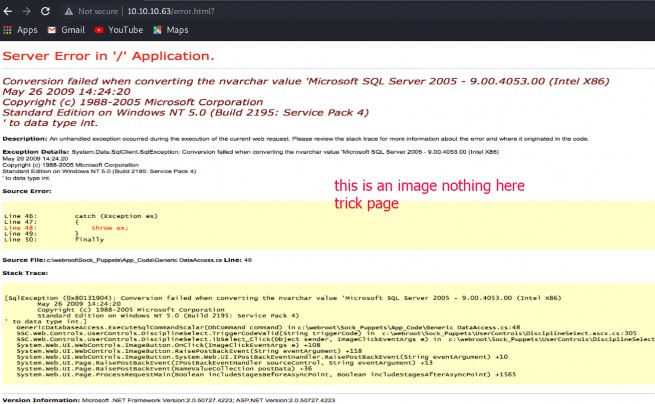 Not secure | 10.10.10.63/error.html?
Apps Gmail YouTube Maps
Server Error in '/' Application.
Conversion failed when converting the nvarchar value 'Microsoft SQL Server 2005 - 9.00.4053.00 (Intel X86)
May 26 2009 14:24:20
Copyright (c) 1988-2005 Microsoft Corporation
Standard Edition on Windows NT 5.0 (Build 2195: Service Pack 4)
' to data type int.
Description: An unhandled exception occurred during the execution of the current web request. Please review the stack trace for more information about the error and where it originated in the code.
Exception Details: System.Data.SqlClient.SqlException: Conversion failed when converting the nvarchar value 'Microsoft SQL Server 2005 - 9.00.4053.00 (Intel X86)
May 26 2009 14:24:20
Copyright (c) 1988-2005 Microsoft Corporation
Standard Edition on Windows NT 5.0 (Build 2195: Service Pack 4)
' to data type int.
this is an image nothing here
trick page
Source Error:
Line 46: catch (Exception ex)
Line 47: {
Line 48: throw ex;
Line 49: }
Line 50: finally
Source File: c:\webroot\Sock_Puppets\App_Code\Generic DataAccess.cs Line: 48
Stack Trace:
[SqlException (0x80131904): Conversion failed when converting the nvarchar value 'Microsoft SQL Server 2005 - 9.00.4053.00 (Intel X86)
May 26 2009 14:24:20
Copyright (c) 1988-2005 Microsoft Corporation
Standard Edition on Windows NT 5.0 (Build 2195: Service Pack 4)
' to data type int.]
GenericDatabaseAccess.ExecuteSqlCommandScalar(DbCommand command) in c:\webroot\Sock_Puppets\App_Code\Generic DataAccess.cs:48
SSC.Web.Controls.UserControls.DisciplineSelect.TriggerCodeValid(String triggerCode) in c:\webroot\Sock_Puppets\UserControls\DisciplineSelect.ascx.cs:305
SSC.Web.Controls.UserControls.DisciplineSelect.ibSelect_Click(Object sender, ImageClickEventArgs e) in c:\webroot\Sock_Puppets\UserControls\DisciplineSelect
System.Web.UI.WebControls.ImageButton.OnClick(ImageClickEventArgs e) +108
System.Web.UI.WebControls.ImageButton.RaisePostBackEvent(String eventArgument) +118
System.Web.UI.WebControls.ImageButton.System.Web.UI.IPostBackEventHandler.RaisePostBackEvent(String eventArgument) +10
System.Web.UI.Page.RaisePostBackEvent(IPostBackEventHandler sourceControl, String eventArgument) +13
System.Web.UI.Page.RaisePostBackEvent(NameValueCollection postData) +36
System.Web.UI.Page.ProcessRequestMain(Boolean includeStagesBeforeAsyncPoint, Boolean includeStagesAfterAsyncPoint) +1565
Version Information: Microsoft .NET Framework Version:2.0.50727.4223; ASP.NET Version:2.0.50727.4223